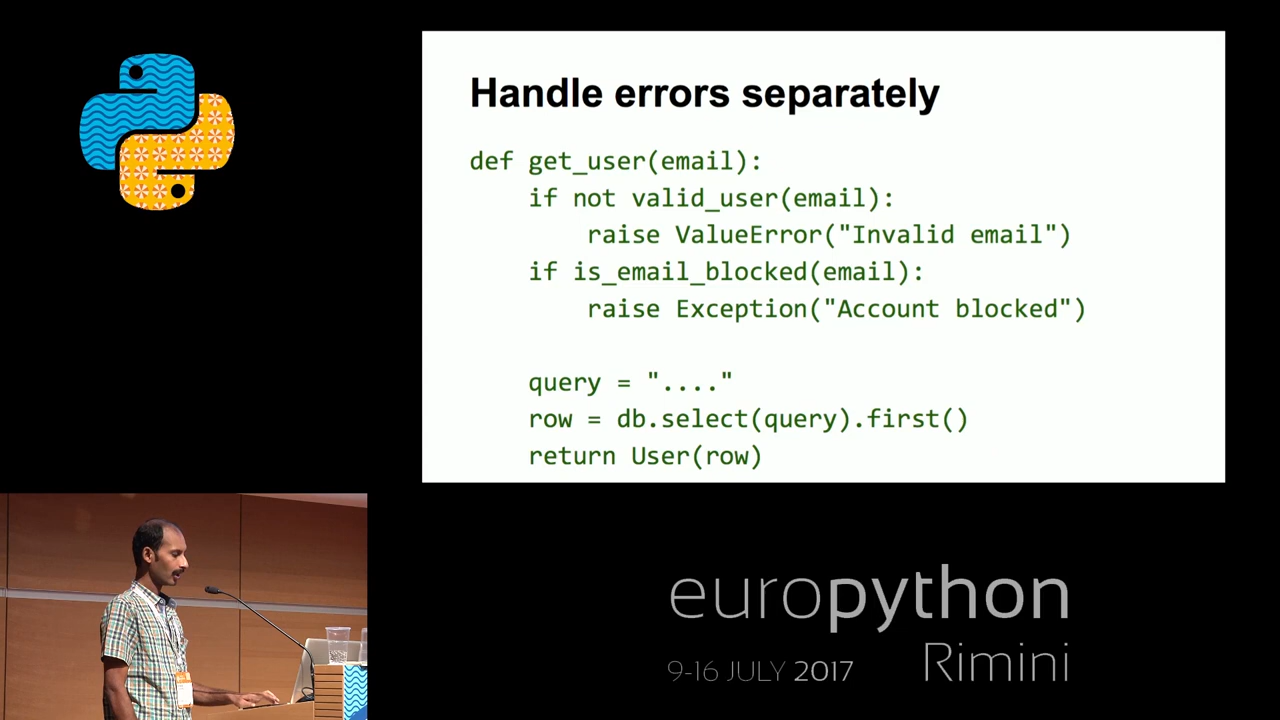 Handle errors separately
def get_user(email):
    if not valid_user(email):
        raise ValueError("Invalid email")
    if is_email_blocked(email):
        raise Exception("Account blocked")
    query = "...."
    row = db.select(query).first()
    return User(row)
europython
Rimini
9-16 JULY 2017